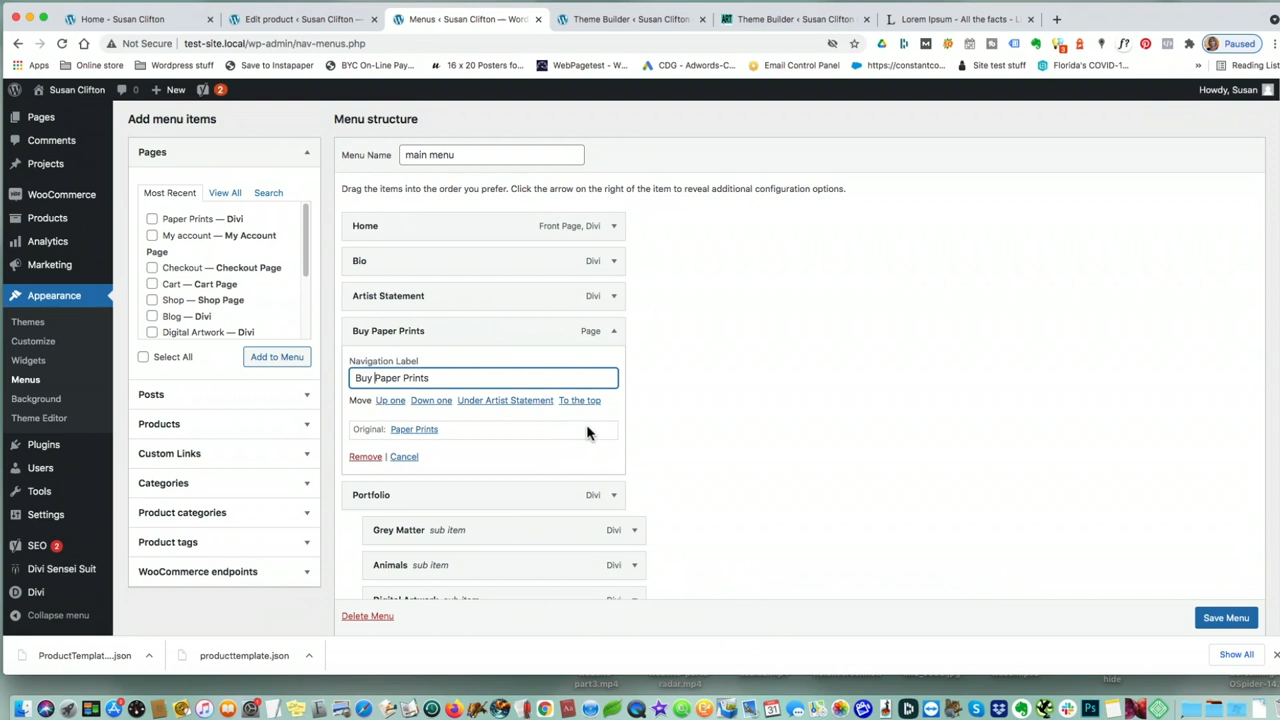 Home - Susan Clifton
Edit product ‹ Susan Clifton —
Menus ‹ Susan Clifton — Word
Theme Builder ‹ Susan Clifton
Theme Builder ‹ Susan Clifton
Lorem Ipsum - All the facts - L
Not Secure | test-site.local/wp-admin/nav-menus.php
Paused
Apps
Online store
Wordpress stuff
Save to Instapaper
BYC On-Line Pay...
16 x 20 Posters fo...
WebPagetest - W...
CDG - Adwords-C...
Email Control Panel
https://constantco...
Site test stuff
Florida's COVID-1...
»
Reading List
Susan Clifton
0
New
2
Howdy, Susan
Pages
Comments
Projects
WooCommerce
Products
Analytics
Marketing
Appearance
Themes
Customize
Widgets
Menus
Background
Theme Editor
Plugins
Users
Tools
Settings
SEO 2
Divi Sensei Suit
Divi
Collapse menu
Add menu items
Pages
Most Recent
View All
Search
Paper Prints — Divi
My account — My Account
Page
Checkout — Checkout Page
Cart — Cart Page
Shop — Shop Page
Blog — Divi
Digital Artwork — Divi
Select All
Add to Menu
Posts
Products
Custom Links
Categories
Product categories
Product tags
WooCommerce endpoints
Menu structure
Menu Name main menu
Drag the items into the order you prefer. Click the arrow on the right of the item to reveal additional configuration options.
Home Front Page, Divi
Bio Divi
Artist Statement Divi
Buy Paper Prints Page
Navigation Label
Buy Paper Prints
Move Up one Down one Under Artist Statement To the top
Original: Paper Prints
Remove | Cancel
Portfolio Divi
Grey Matter sub item Divi
Animals sub item Divi
Digital Artwork sub item
Delete Menu
Save Menu
ProductTemplat....json
producttemplate.json
Show All
part3.mp4
radar.mp4
hide
OSpider-14.